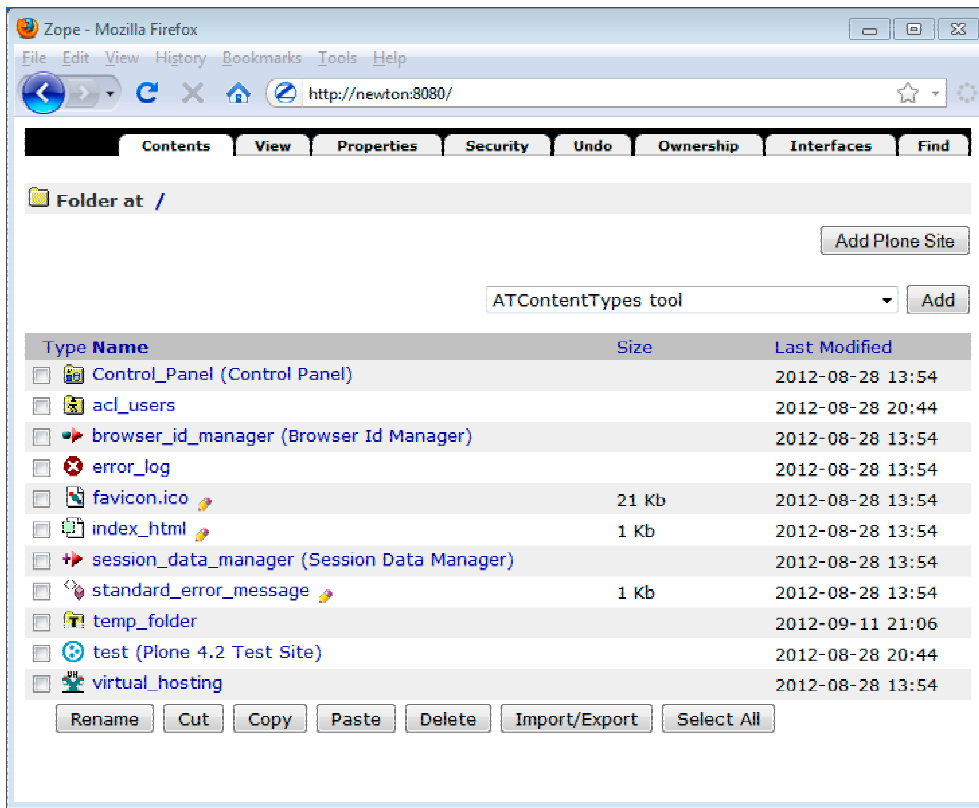 Zope - Mozilla Firefox
File Edit View History Bookmarks Tools Help
http://newton:8080/
Contents View Properties Security Undo Ownership Interfaces Find
Folder at /
Add Plone Site
ATContentTypes tool Add
Type Name Size Last Modified
Control_Panel (Control Panel) 2012-08-28 13:54
acl_users 2012-08-28 20:44
browser_id_manager (Browser Id Manager) 2012-08-28 13:54
error_log 2012-08-28 13:54
favicon.ico 21 Kb 2012-08-28 13:54
index_html 1 Kb 2012-08-28 13:54
session_data_manager (Session Data Manager) 2012-08-28 13:54
standard_error_message 1 Kb 2012-08-28 13:54
temp_folder 2012-09-11 21:06
test (Plone 4.2 Test Site) 2012-08-28 20:44
virtual_hosting 2012-08-28 13:54
Rename Cut Copy Paste Delete Import/Export Select All